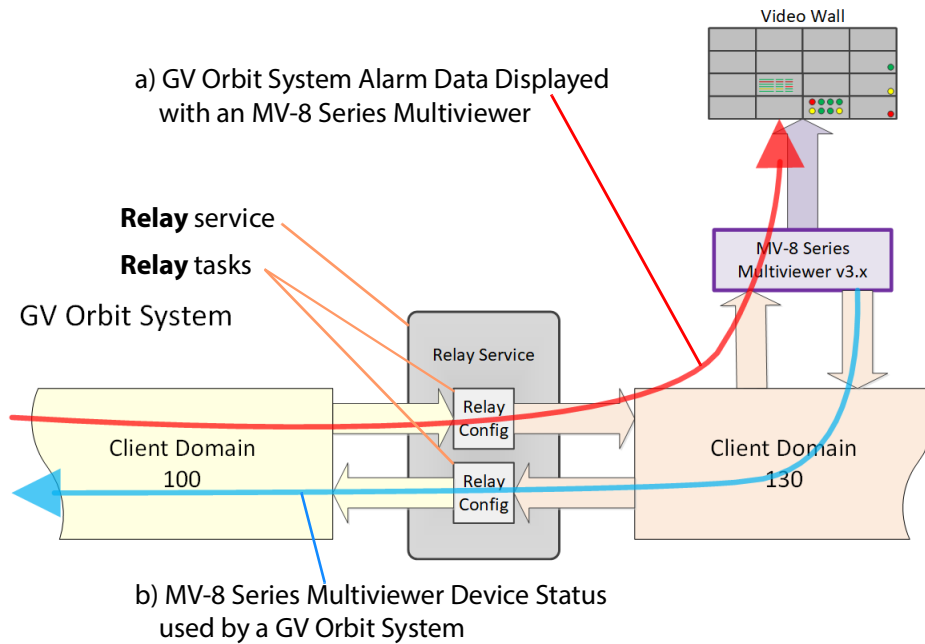 Video Wall
a) GV Orbit System Alarm Data Displayed
with an MV-8 Series Multiviewer
Relay service
Relay tasks
GV Orbit System
MV-8 Series
Multiviewer v3.x
Relay Service
Relay
Config
Client Domain
100
Relay
Config
Client Domain
130
b) MV-8 Series Multiviewer Device Status
used by a GV Orbit System